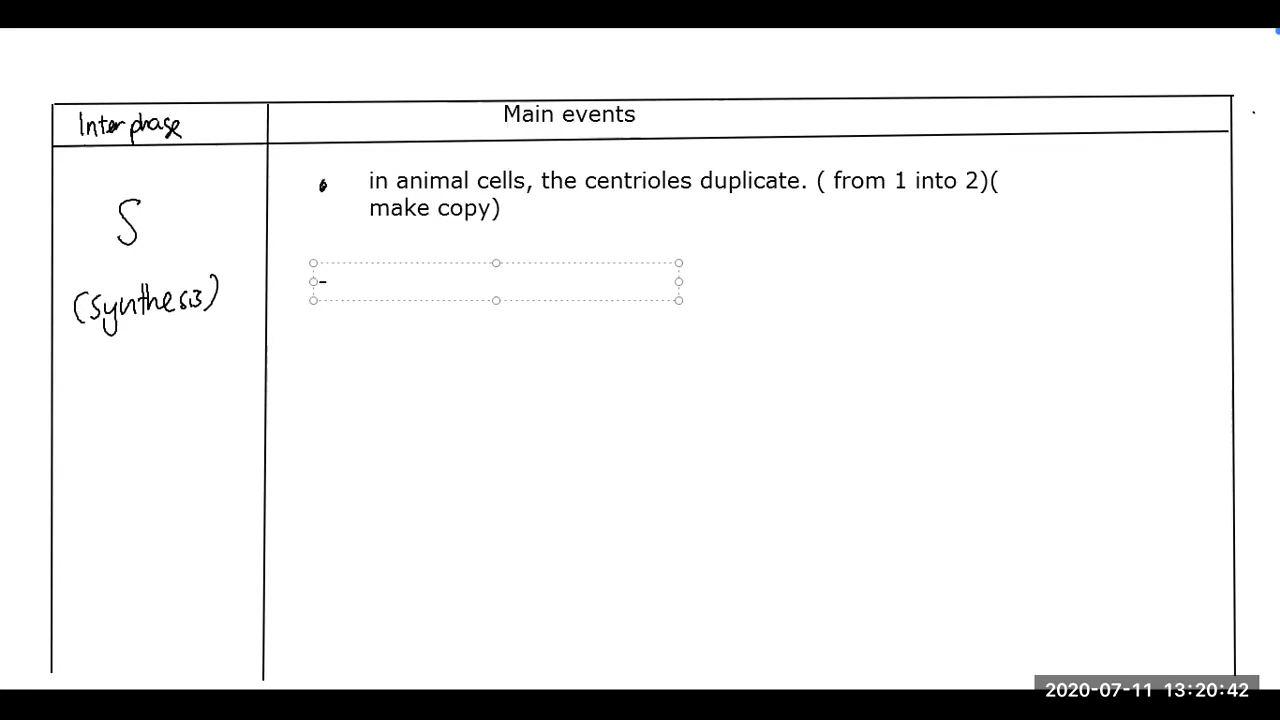 Interphase
Main events
in animal cells, the centrioles duplicate. ( from 1 into 2)(
make copy)
S
(synthesis)
-
2020-07-11 13:20:42